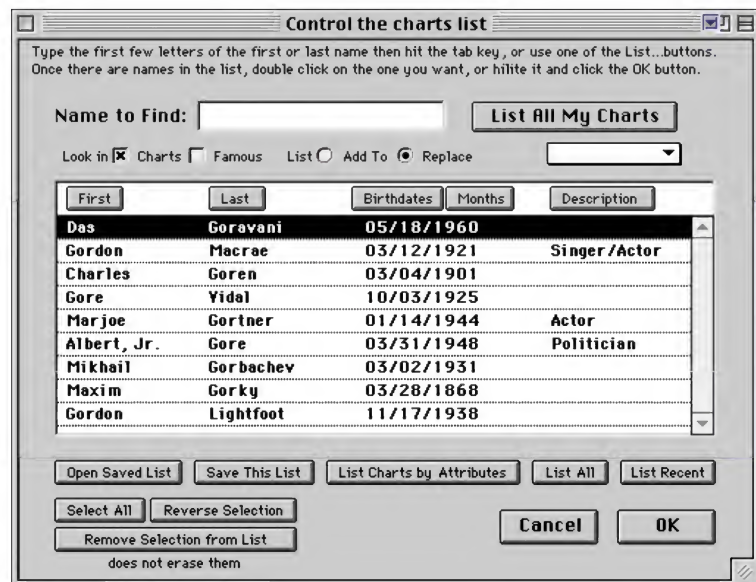 Control the charts list
Type the first few letters of the first or last name then hit the tab key, or use one of the List...buttons.
Once there are names in the list, double click on the one you want, or hilite it and click the OK button.
Name to Find:
List All My Charts
Look in Charts Famous List Add To Replace
First Last Birthdates Months Description
Das Goravani 05/18/1960
Gordon Macrae 03/12/1921 Singer/Actor
Charles Goren 03/04/1901
Gore Vidal 10/03/1925
Marjoe Gortner 01/14/1944 Actor
Albert, Jr. Gore 03/31/1948 Politician
Mikhail Gorbachev 03/02/1931
Maxim Gorky 03/28/1868
Gordon Lightfoot 11/17/1938
Open Saved List Save This List List Charts by Attributes List All List Recent
Select All Reverse Selection
Remove Selection from List
does not erase them
Cancel OK